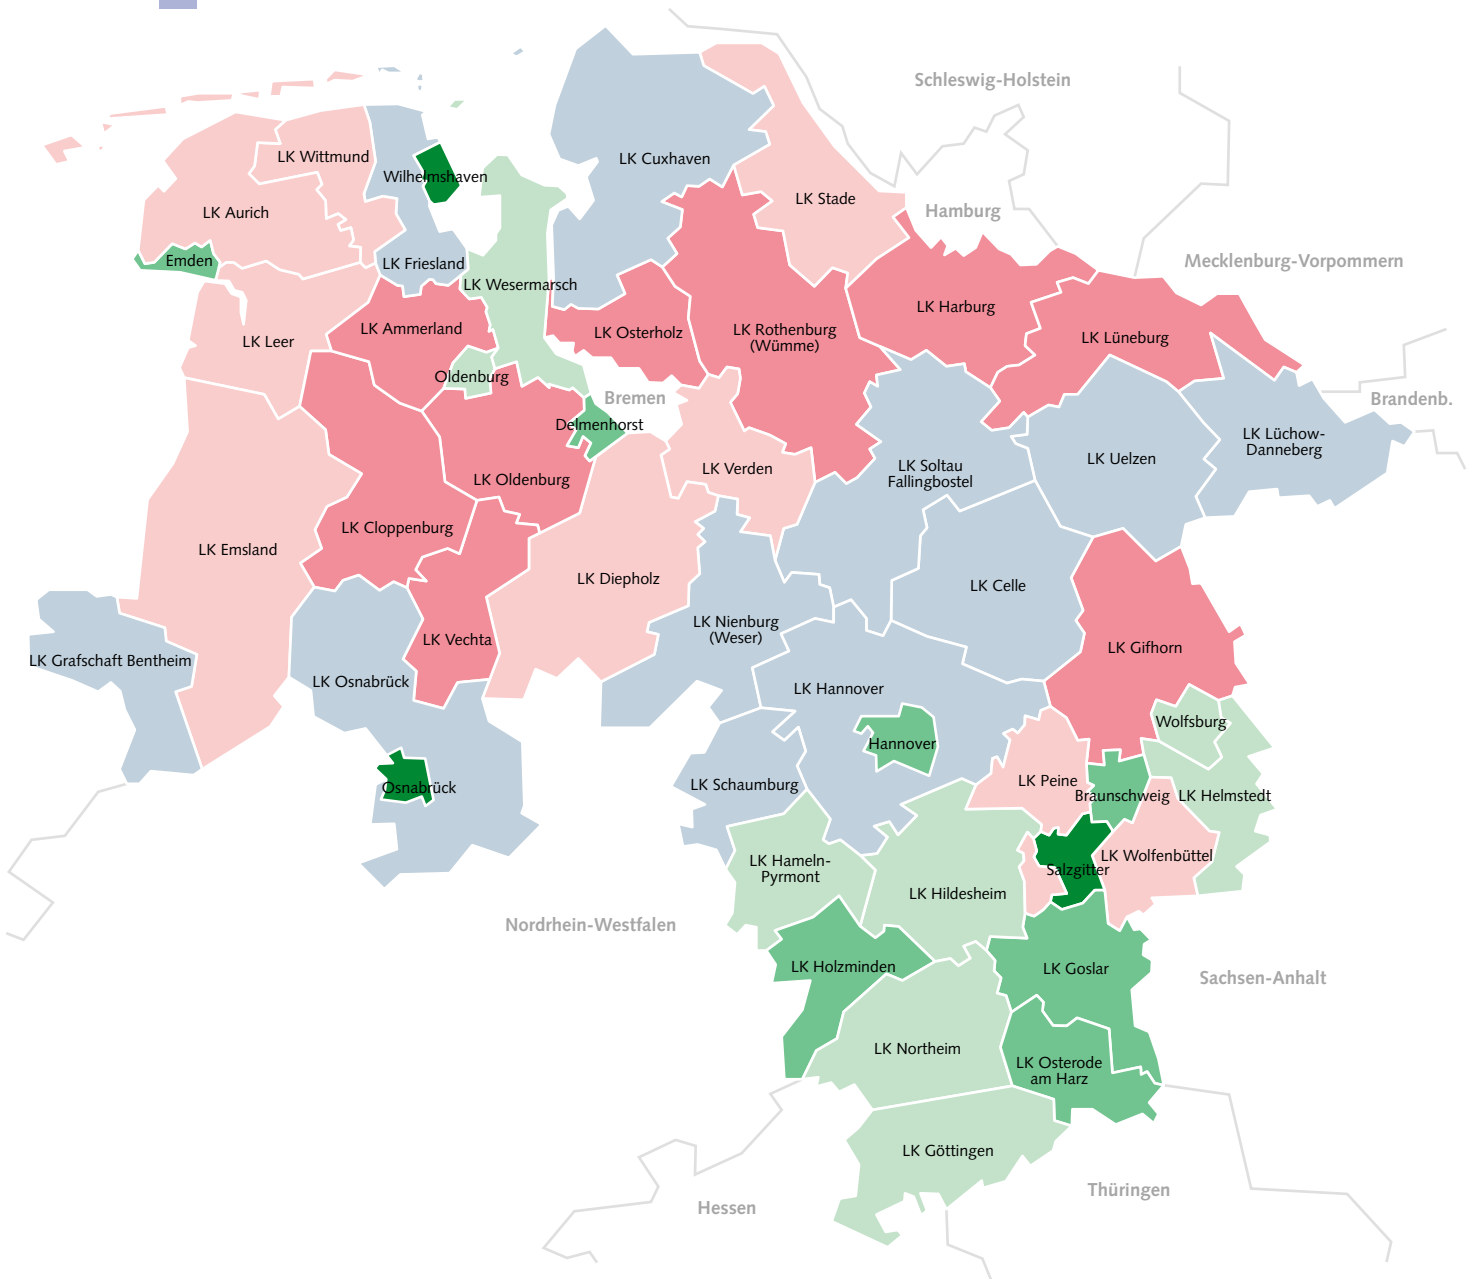 Schleswig-Holstein
LK Wittmund
LK Cuxhaven
Wilhelmshaven
LK Stade
LK Aurich
Hamburg
Emden
LK Friesland
Mecklenburg-Vorpommern
LK Wesermarsch
LK Harburg
LK Ammerland
LK Osterholz
LK Rothenburg
(Wümme)
LK Leer
LK Lüneburg
Oldenburg
Bremen
Brandenb.
Delmenhorst
LK Lüchow-
Danneberg
LK Uelzen
LK Verden
LK Soltau
Fallingbostel
LK Oldenburg
LK Cloppenburg
LK Emsland
LK Diepholz
LK Celle
LK Nienburg
(Weser)
LK Vechta
LK Gifhorn
LK Grafschaft Bentheim
LK Osnabrück
LK Hannover
Wolfsburg
Hannover
LK Peine
LK Schaumburg
Osnabrück
Braunschweig
LK Helmstedt
LK Hameln-
Pyrmont
LK Wolfenbüttel
Salzgitter
LK Hildesheim
Nordrhein-Westfalen
LK Holzminden
LK Goslar
Sachsen-Anhalt
LK Northeim
LK Osterode
am Harz
LK Göttingen
Thüringen
Hessen